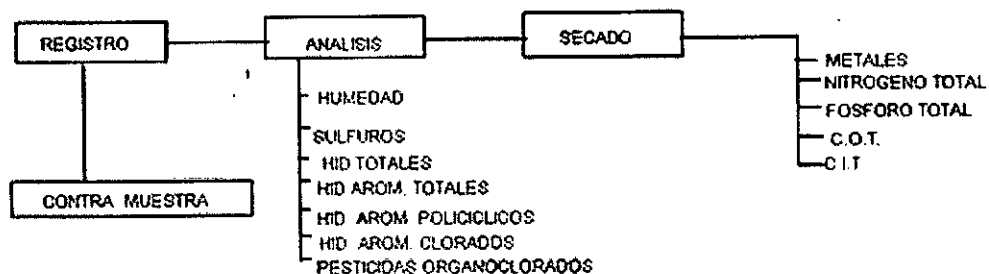 REGISTRO
ANALISIS
SECADO
CONTRA MUESTRA
HUMEDAD
SULFUROS
HID TOTALES
HID AROM. TOTALES
HID AROM. POLICICLICOS
HID AROM. CLORADOS
PESTICIDAS ORGANOCLORADOS
METALES
NITROGENO TOTAL
FOSFORO TOTAL
C.O.T.
C.I.T